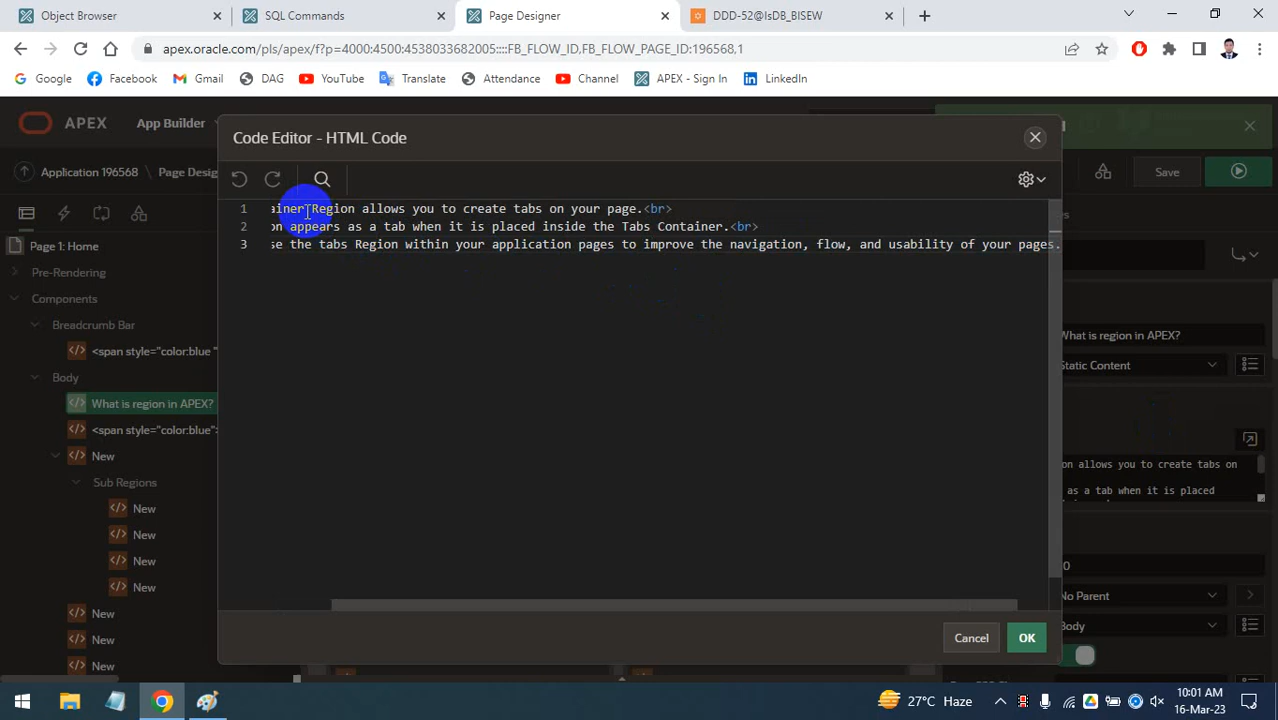 Object Browser
SQL Commands
Page Designer
DDD-52@IsDB_BISEW
apex.oracle.com/pls/apex/f?p=4000:4500:4538033682005::::FB_FLOW_ID,FB_FLOW_PAGE_ID:196568,1
Google
Facebook
Gmail
DAG
YouTube
Translate
Attendance
Channel
APEX - Sign In
LinkedIn
APEX
App Builder
Code Editor - HTML Code
Application 196568
Page Desig
Save
1 ainer Region allows you to create tabs on your page.<br>
2 on appears as a tab when it is placed inside the Tabs Container.<br>
3 se the tabs Region within your application pages to improve the navigation, flow, and usability of your pages.
Page 1: Home
Pre-Rendering
Components
Breadcrumb Bar
<span style="color:blue "
Body
What is region in APEX?
<span style="color:blue">
New
Sub Regions
New
New
New
New
New
New
New
What is region in APEX?
Static Content
on allows you to create tabs on
as a tab when it is placed
0
No Parent
Body
Cancel
OK
27°C Haze
10:01 AM
16-Mar-23